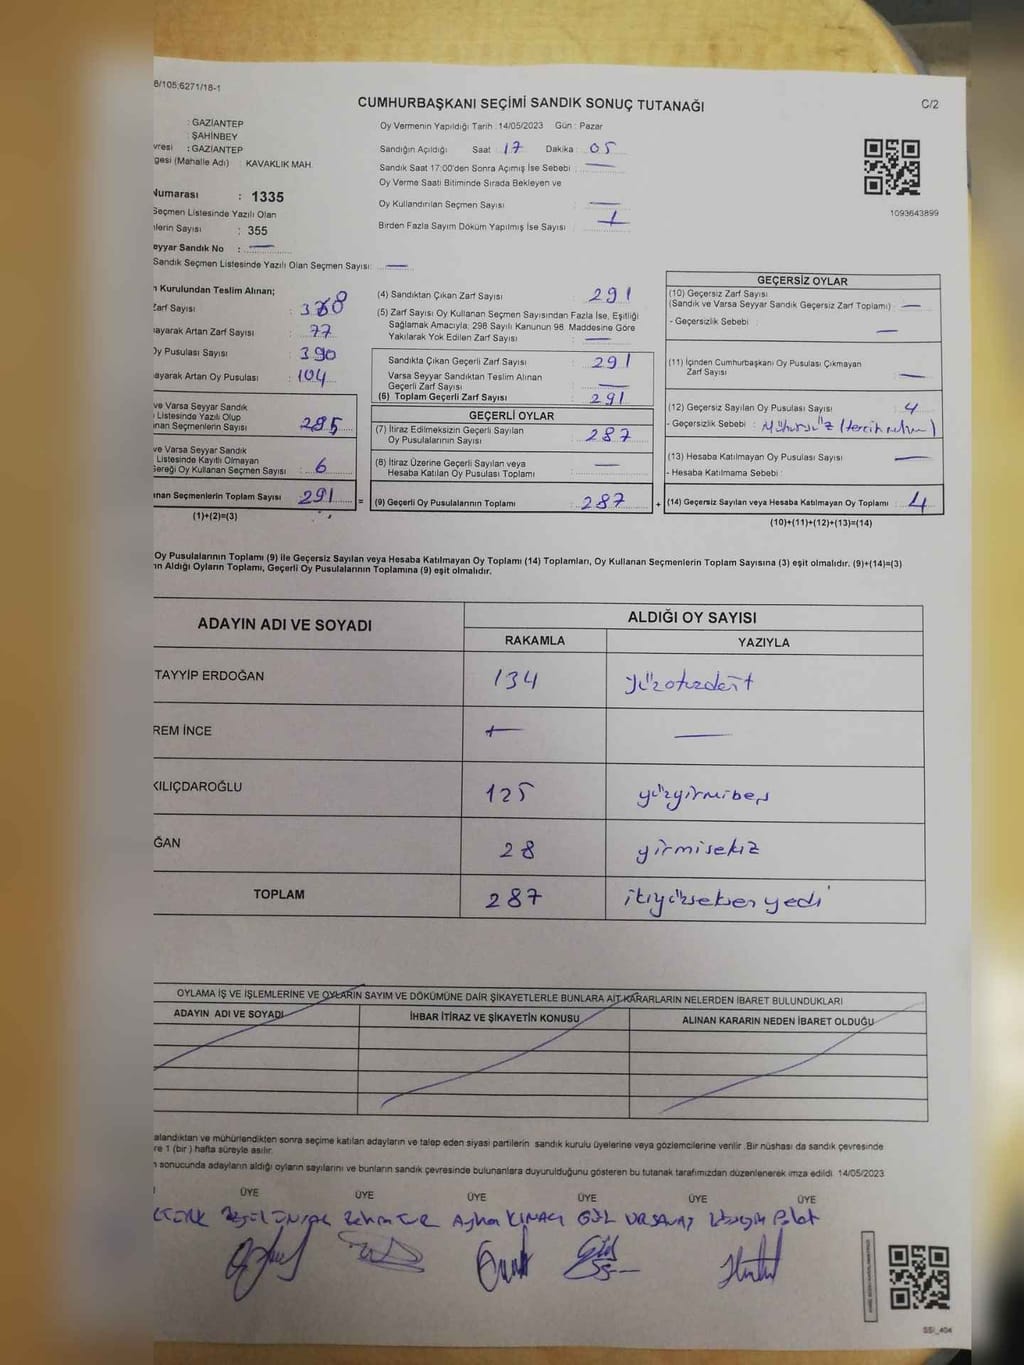 8/105;6271/18-1
CUMHURBAŞKANI SEÇİMİ SANDIK SONUÇ TUTANAĞI
C/2
: GAZİANTEP
: ŞAHİNBEY
vresi : GAZİANTEP
gesi (Mahalle Adı) : KAVAKLIK MAH.
Numarası : 1335
Seçmen Listesinde Yazılı Olan
lerin Sayısı : 355
eyyar Sandık No : —
Sandık Seçmen Listesinde Yazılı Olan Seçmen Sayısı: —
Oy Vermenin Yapıldığı Tarih :14/05/2023 Gün : Pazar
Sandığın Açıldığı Saat : 17 Dakika : 05
Sandık Saat 17:00'den Sonra Açımış İse Sebebi : —
Oy Verme Saati Bitiminde Sırada Bekleyen ve
Oy Kullandırılan Seçmen Sayısı : —
Birden Fazla Sayım Döküm Yapılmış İse Sayısı :
1093643899
n Kurulundan Teslim Alınan;
Zarf Sayısı :
ayarak Artan Zarf Sayısı : 77
Oy Pusulası Sayısı : 390
ayarak Artan Oy Pusulası : 104
ve Varsa Seyyar Sandık
Listesinde Yazılı Olup
nan Seçmenlerin Sayısı : 285
ve Varsa Seyyar Sandık
Listesinde Kayıtlı Olmayan
Gereği Oy Kullanan Seçmen Sayısı : 6
nan Seçmenlerin Toplam Sayısı 291 =
(1)+(2)=(3)
(4) Sandıktan Çıkan Zarf Sayısı : 291
(5) Zarf Sayısı Oy Kullanan Seçmen Sayısından Fazla İse, Eşitliği
Sağlamak Amacıyla, 298 Sayılı Kanunun 98. Maddesine Göre
Yakılarak Yok Edilen Zarf Sayısı : —
Sandıkta Çıkan Geçerli Zarf Sayısı : 291
Varsa Seyyar Sandıktan Teslim Alınan
Geçerli Zarf Sayısı : —
(6) Toplam Geçerli Zarf Sayısı : 291
GEÇERLİ OYLAR
(7) İtiraz Edilmeksizin Geçerli Sayılan
Oy Pusulalarının Sayısı : 287
(8) İtiraz Üzerine Geçerli Sayılan veya
Hesaba Katılan Oy Pusulası Toplamı : —
(9) Geçerli Oy Pusulalarının Toplamı : 287 +
GEÇERSİZ OYLAR
(10) Geçersiz Zarf Sayısı
(Sandık ve Varsa Seyyar Sandık Geçersiz Zarf Toplamı) : —
- Geçersizlik Sebebi : —
(11) İçinden Cumhurbaşkanı Oy Pusulası Çıkmayan
Zarf Sayısı : —
(12) Geçersiz Sayılan Oy Pusulası Sayısı : 4
- Geçersizlik Sebebi : Mühürsüz
(13) Hesaba Katılmayan Oy Pusulası Sayısı : —
- Hesaba Katılmama Sebebi :
(14) Geçersiz Sayılan veya Hesaba Katılmayan Oy Toplamı : 4
(10)+(11)+(12)+(13)=(14)
Oy Pusulalarının Toplamı (9) ile Geçersiz Sayılan veya Hesaba Katılmayan Oy Toplamı (14) Toplamları, Oy Kullanan Seçmenlerin Toplam Sayısına (3) eşit olmalıdır. (9)+(14)=(3)
n Aldığı Oyların Toplamı, Geçerli Oy Pusulalarının Toplamına (9) eşit olmalıdır.
ADAYIN ADI VE SOYADI ALDIĞI OY SAYISI
RAKAMLA YAZIYLA
TAYYİP ERDOĞAN 134 yüzotuzdört
REM İNCE — —
KILIÇDAROĞLU 125 yüzyirmibeş
ĞAN 28 yirmisekiz
TOPLAM 287 ikiyüzseksenyedi
OYLAMA İŞ VE İŞLEMLERİNE VE OYLARIN SAYIM VE DÖKÜMÜNE DAİR ŞİKAYETLERLE BUNLARA AİT KARARLARIN NELERDEN İBARET BULUNDUKLARI
ADAYIN ADI VE SOYADI İHBAR İTİRAZ VE ŞİKAYETİN KONUSU ALINAN KARARIN NEDEN İBARET OLDUĞU
alandıktan ve mühürlendikten sonra seçime katılan adayların ve talep eden siyasi partilerin sandık kurulu üyelerine veya gözlemcilerine verilir .Bir nüshası da sandık çevresinde
re 1 (bir ) hafta süreyle asılır.
n sonucunda adayların aldığı oyların sayılarını ve bunların sandık çevresinde bulunanlara duyurulduğunu gösteren bu tutanak tarafımızdan düzenlenerek imza edildi. 14/05/2023
ÜYE ÜYE ÜYE ÜYE ÜYE ÜYE
Ayhan KINACI GÜL
SSİ_404